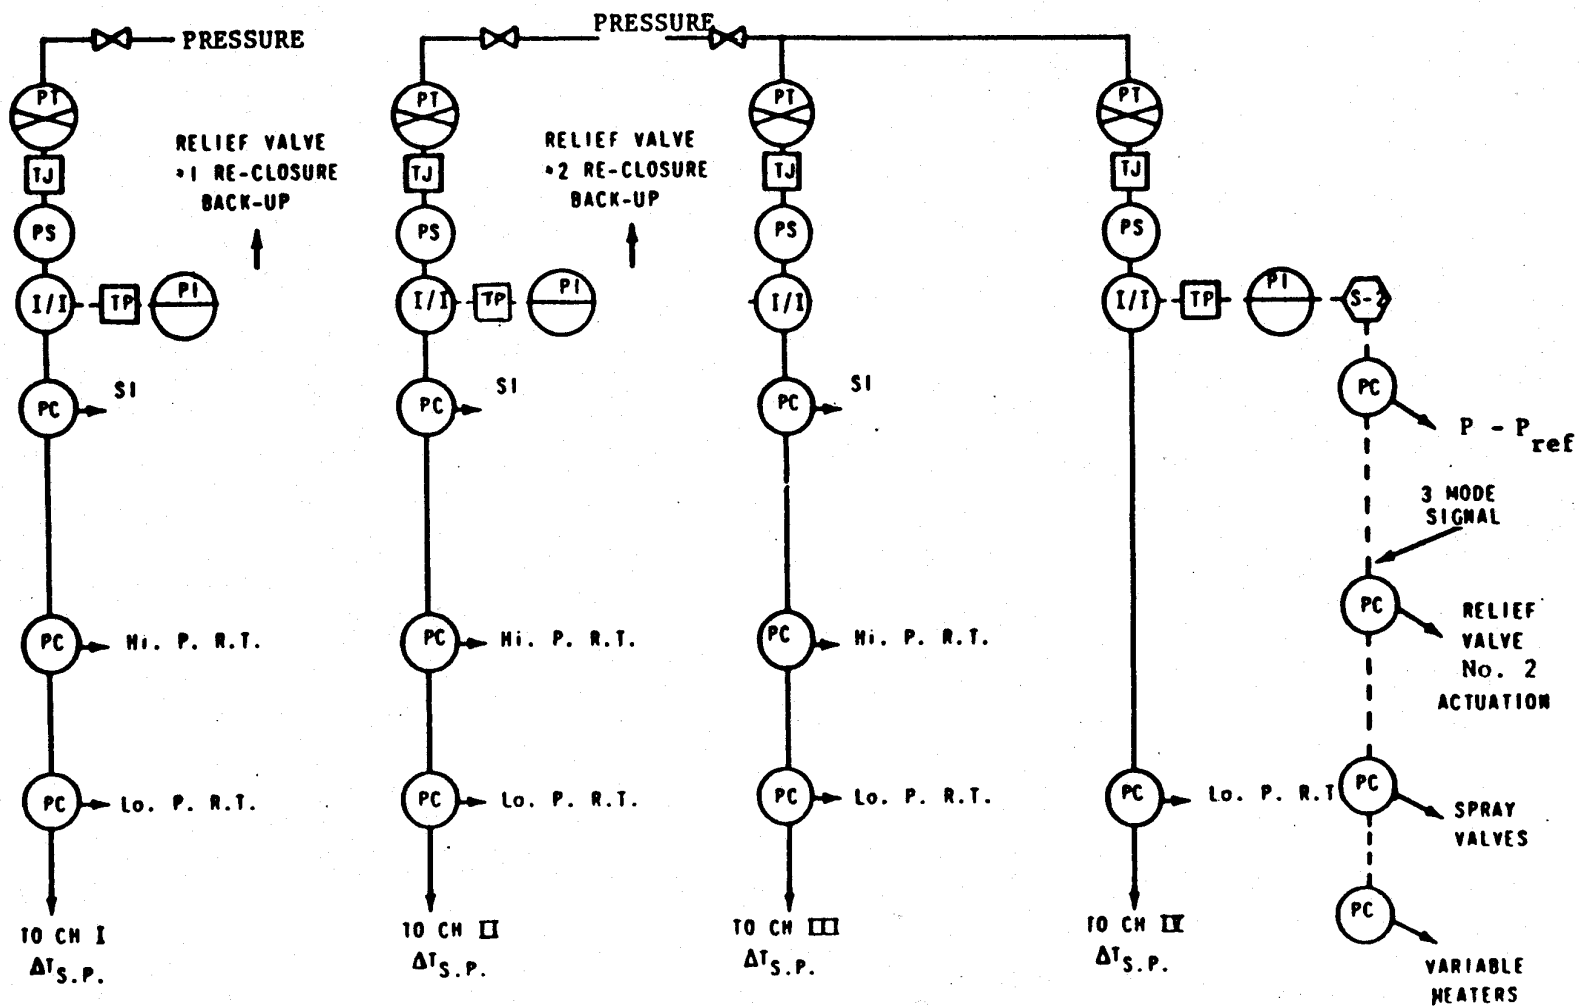 PRESSURE
PRESSURE
PT
PT
PT
PT
RELIEF VALVE
#1 RE-CLOSURE
BACK-UP
RELIEF VALVE
#2 RE-CLOSURE
BACK-UP
TJ
TJ
TJ
TJ
PS
PS
PS
PS
I/I
TP
PI
I/I
TP
PI
I/I
I/I
TP
PI
S-2
PC
SI
PC
SI
PC
SI
PC
P - Pref
3 MODE
SIGNAL
PC
RELIEF
VALVE
No. 2
ACTUATION
PC
Hi. P. R.T.
PC
Hi. P. R.T.
PC
Hi. P. R.T.
PC
Lo. P. R.T.
PC
Lo. P. R.T.
PC
Lo. P. R.T.
PC
Lo. P. R.T
PC
SPRAY
VALVES
PC
VARIABLE
HEATERS
TO CH I
ΔTS.P.
TO CH II
ΔTS.P.
TO CH III
ΔTS.P.
TO CH IV
ΔTS.P.